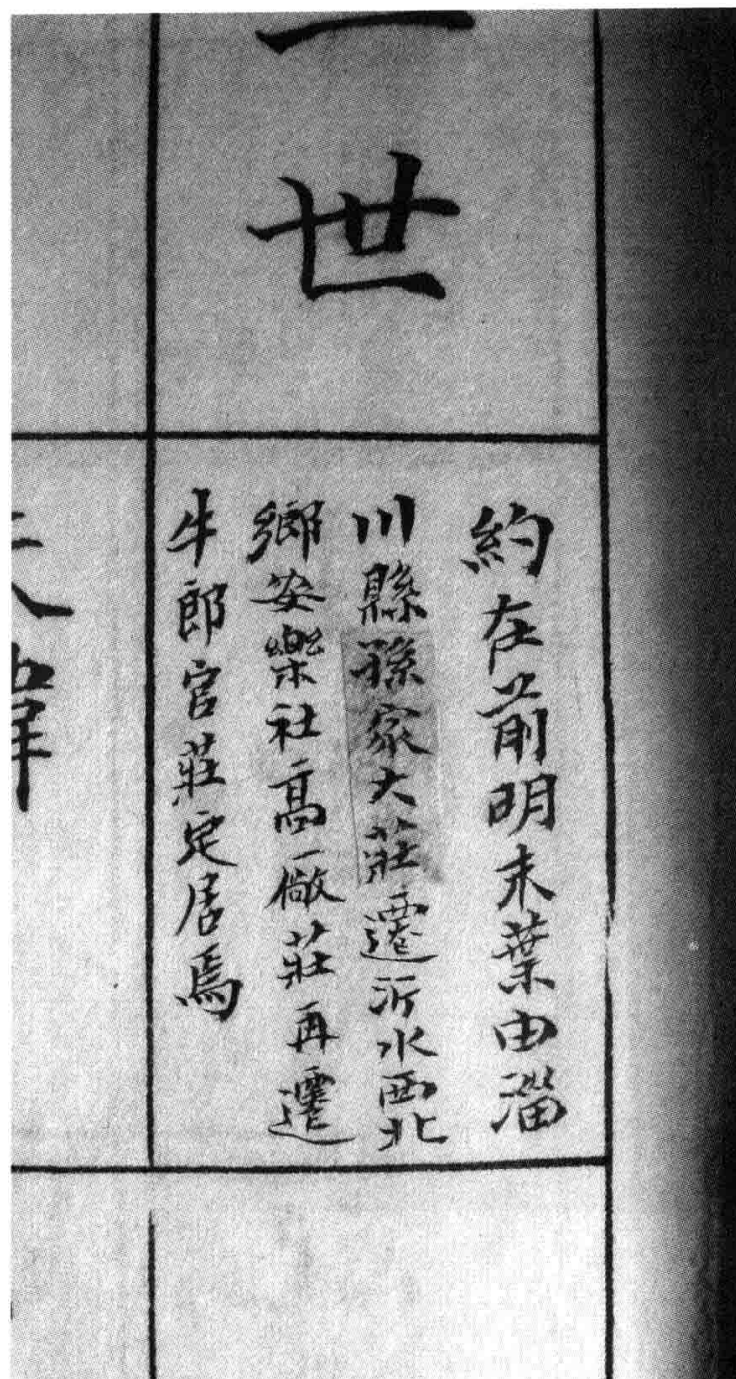 一世
約在前明末葉由淄
川縣孫家大莊遷沂水西北
鄉安樂社高廠莊再遷
牛郎官莊定居焉